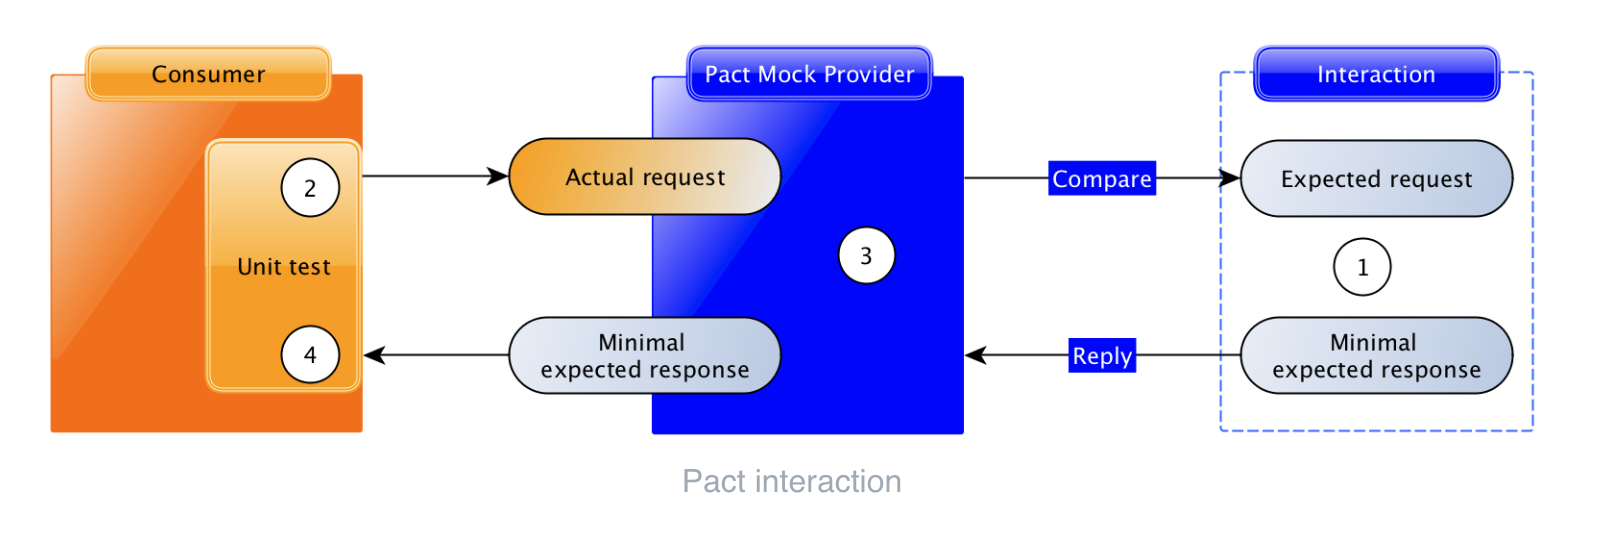 Consumer
Pact Mock Provider
Interaction
2
Actual request
Compare
Expected request
Unit test
3
1
4
Minimal
expected response
Reply
Minimal
expected response
Pact interaction